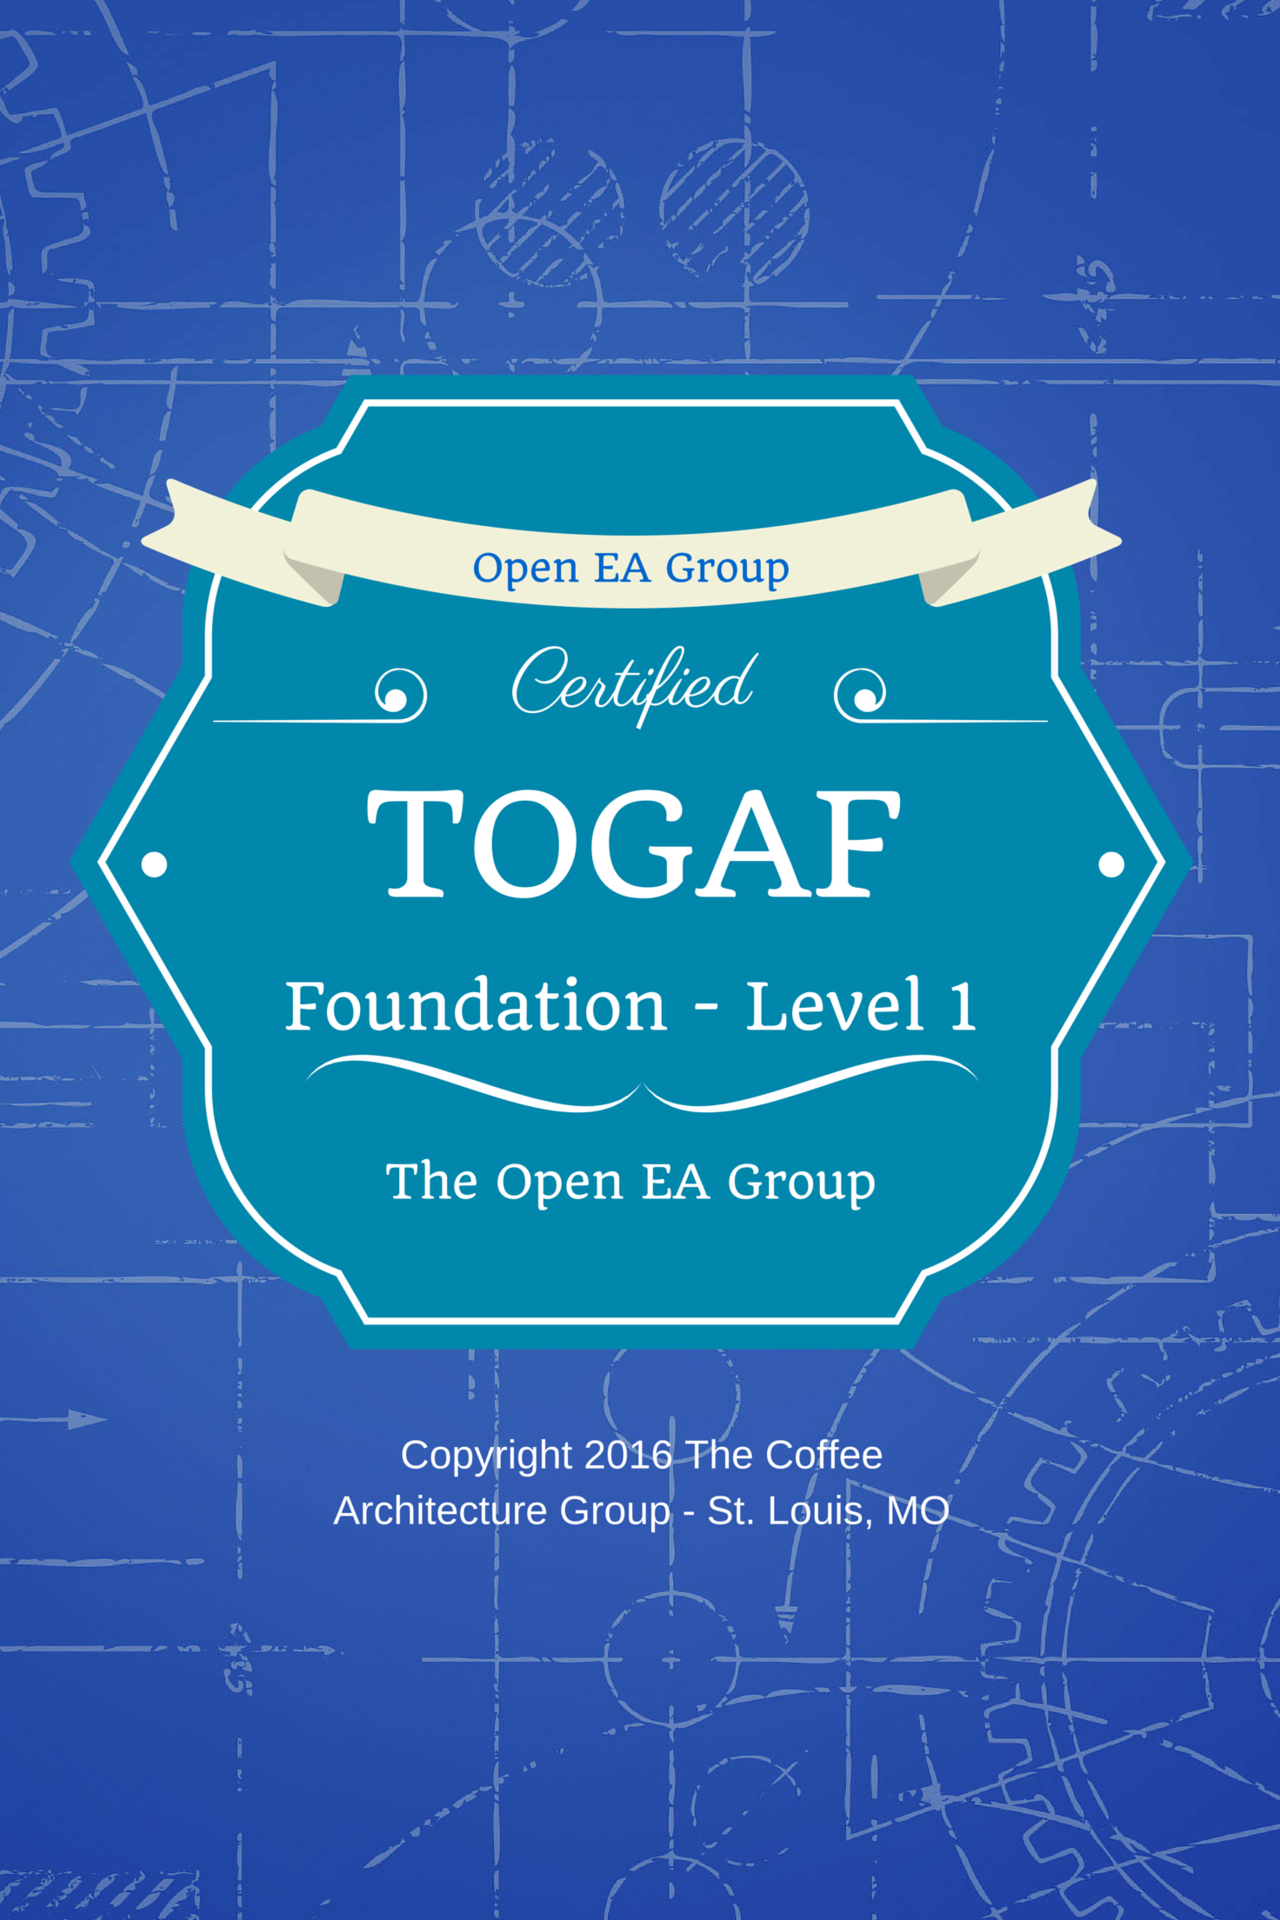 Open EA Group
Certified
TOGAF
Foundation - Level 1
The Open EA Group
Copyright 2016 The Coffee
Architecture Group - St. Louis, MO